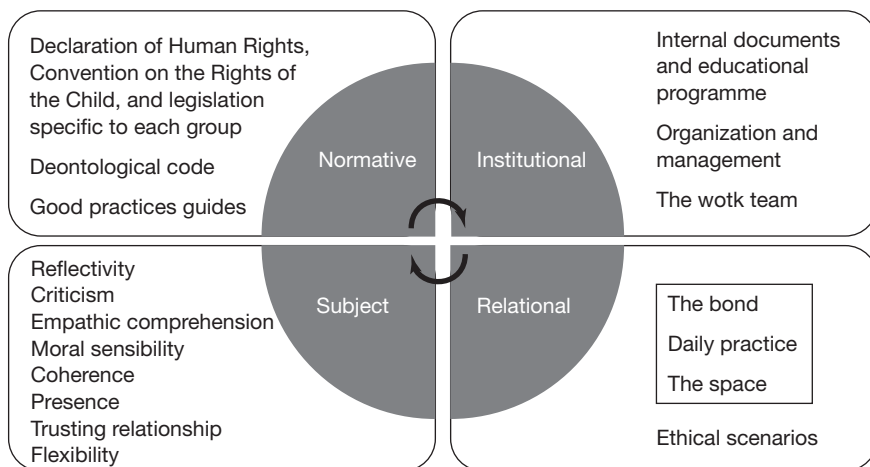 Declaration of Human Rights,
Convention on the Rights of
the Child, and legislation
specific to each group
Deontological code
Good practices guides
Normative
Institutional
Internal documents
and educational
programme
Organization and
management
The wotk team
Reflectivity
Criticism
Empathic comprehension
Moral sensibility
Coherence
Presence
Trusting relationship
Flexibility
Subject
Relational
The bond
Daily practice
The space
Ethical scenarios